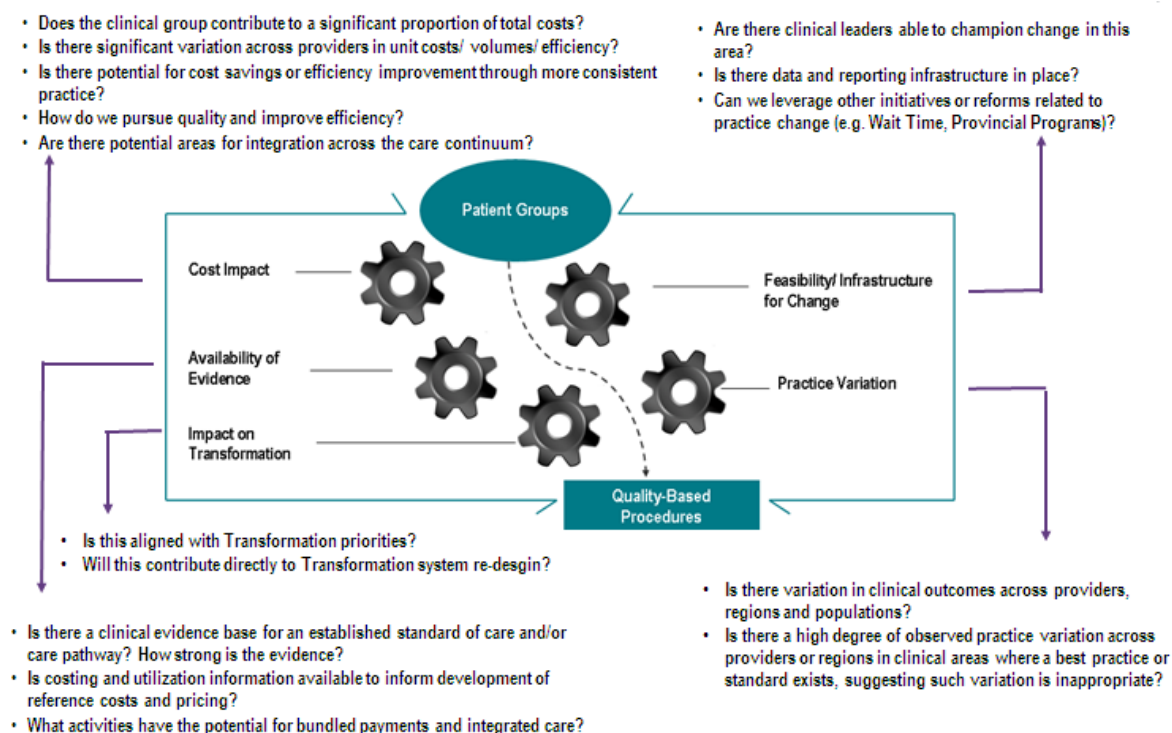 • Does the clinical group contribute to a significant proportion of total costs?
• Is there significant variation across providers in unit costs/ volumes/ efficiency?
• Is there potential for cost savings or efficiency improvement through more consistent
practice?
• How do we pursue quality and improve efficiency?
• Are there potential areas for integration across the care continuum?
• Are there clinical leaders able to champion change in this
area?
• Is there data and reporting infrastructure in place?
• Can we leverage other initiatives or reforms related to
practice change (e.g. Wait Time, Provincial Programs)?
Patient Groups
Cost Impact
Feasibility/ Infrastructure
for Change
Availability of
Evidence
Practice Variation
Impact on
Transformation
Quality-Based
Procedures
• Is this aligned with Transformation priorities?
• Will this contribute directly to Transformation system re-desgin?
• Is there a clinical evidence base for an established standard of care and/or
care pathway? How strong is the evidence?
• Is costing and utilization information available to inform development of
reference costs and pricing?
• What activities have the potential for bundled payments and integrated care?
• Is there variation in clinical outcomes across providers,
regions and populations?
• Is there a high degree of observed practice variation across
providers or regions in clinical areas where a best practice or
standard exists, suggesting such variation is inappropriate?